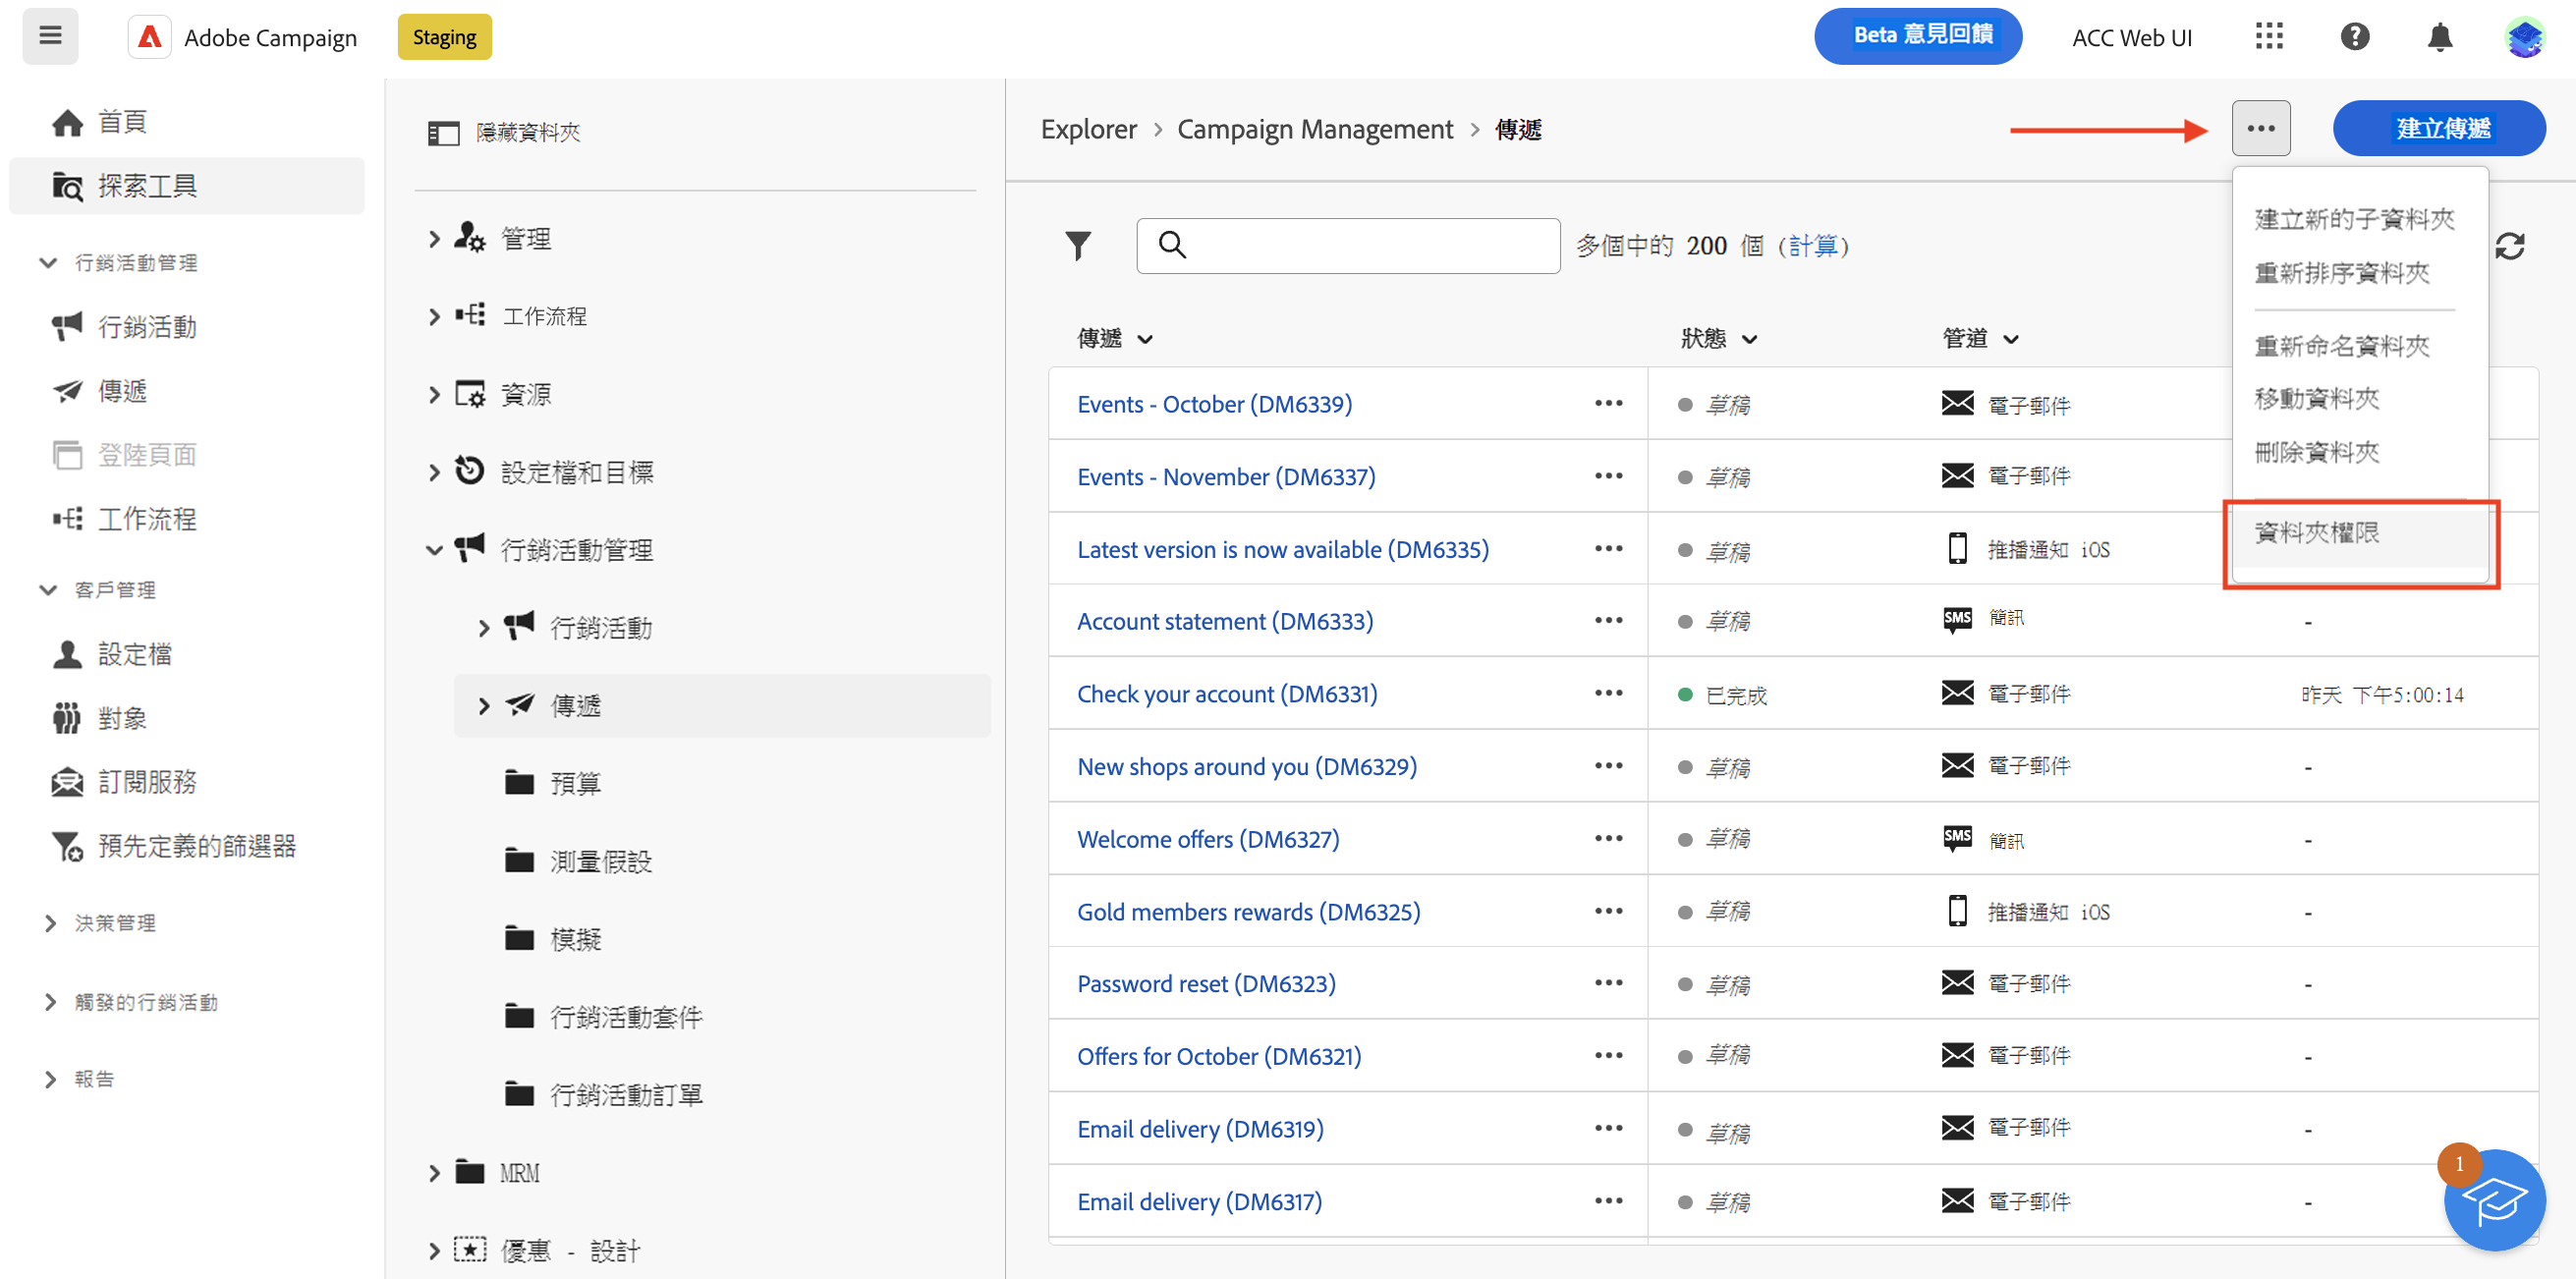 Adobe Campaign
Staging
Beta 意見回饋
ACC Web UI
首頁
探索工具
行銷活動管理
行銷活動
傳遞
登陸頁面
工作流程
客戶管理
設定檔
對象
訂閱服務
預先定義的篩選器
決策管理
觸發的行銷活動
報告
隱藏資料夾
管理
工作流程
資源
設定檔和目標
行銷活動管理
行銷活動
傳遞
預算
測量假設
模擬
行銷活動套件
行銷活動訂單
MRM
優惠 - 設計
Explorer > Campaign Management > 傳遞
建立傳遞
建立新的子資料夾
重新排序資料夾
重新命名資料夾
移動資料夾
刪除資料夾
資料夾權限
多個中的 200 個 (計算)
傳遞 狀態 管道
Events - October (DM6339) 草稿 電子郵件
Events - November (DM6337) 草稿 電子郵件
Latest version is now available (DM6335) 草稿 推播通知 iOS
Account statement (DM6333) 草稿 SMS 簡訊 -
Check your account (DM6331) 已完成 電子郵件 昨天 下午5:00:14
New shops around you (DM6329) 草稿 電子郵件 -
Welcome offers (DM6327) 草稿 SMS 簡訊 -
Gold members rewards (DM6325) 草稿 推播通知 iOS -
Password reset (DM6323) 草稿 電子郵件 -
Offers for October (DM6321) 草稿 電子郵件 -
Email delivery (DM6319) 草稿 電子郵件 -
Email delivery (DM6317) 草稿 電子郵件 -
1